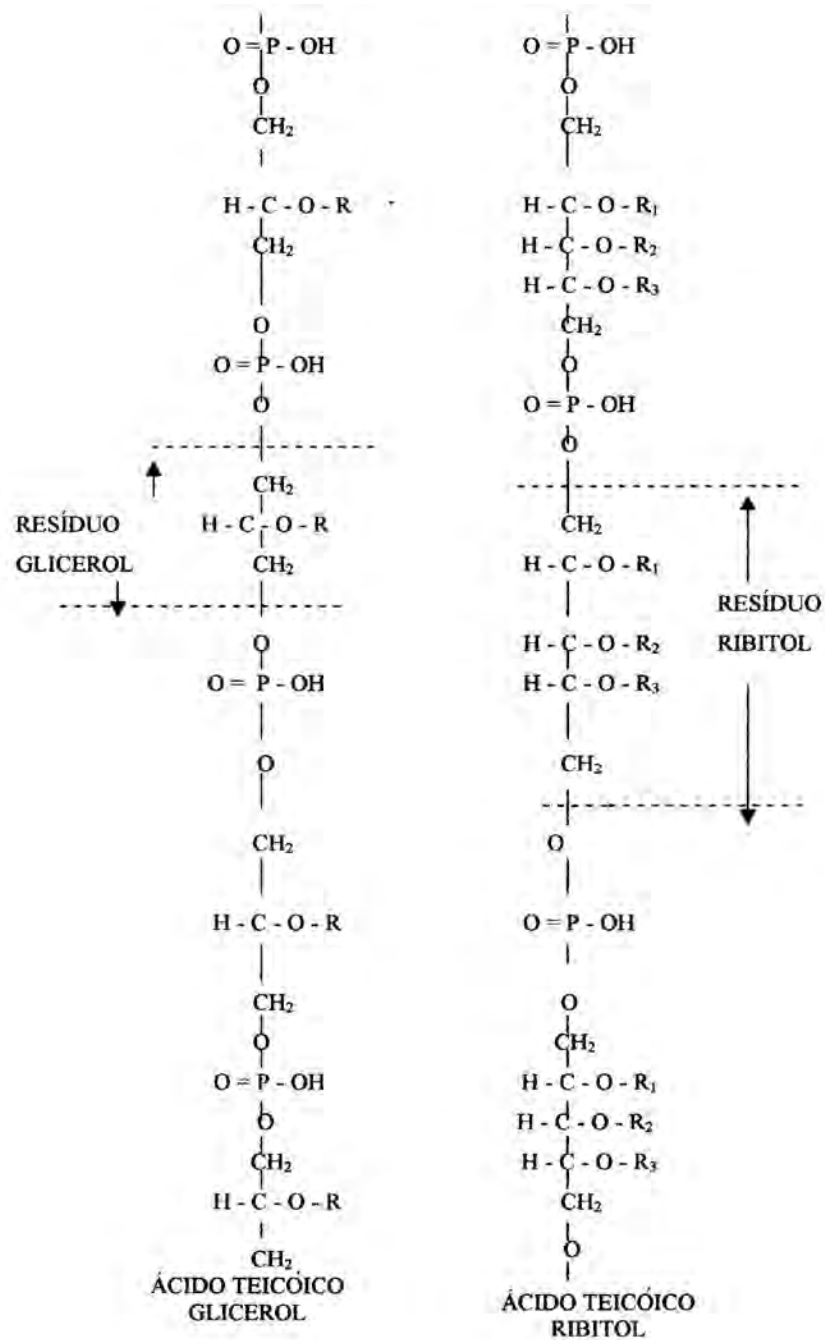 O = P - OH
O
CH₂
H - C - O - R
CH₂
O
O = P - OH
O
CH₂
RESÍDUO
GLICEROL
H - C - O - R
CH₂
O
O = P - OH
O
CH₂
H - C - O - R
CH₂
O
O = P - OH
O
CH₂
H - C - O - R
CH₂
ÁCIDO TEICÓICO
GLICEROL
O = P - OH
O
CH₂
H - C - O - R₁
H - C - O - R₂
H - C - O - R₃
CH₂
O
O = P - OH
O
CH₂
H - C - O - R₁
H - C - O - R₂
H - C - O - R₃
CH₂
RESÍDUO
RIBITOL
O
O = P - OH
O
CH₂
H - C - O - R₁
H - C - O - R₂
H - C - O - R₃
CH₂
O
ÁCIDO TEICÓICO
RIBITOL